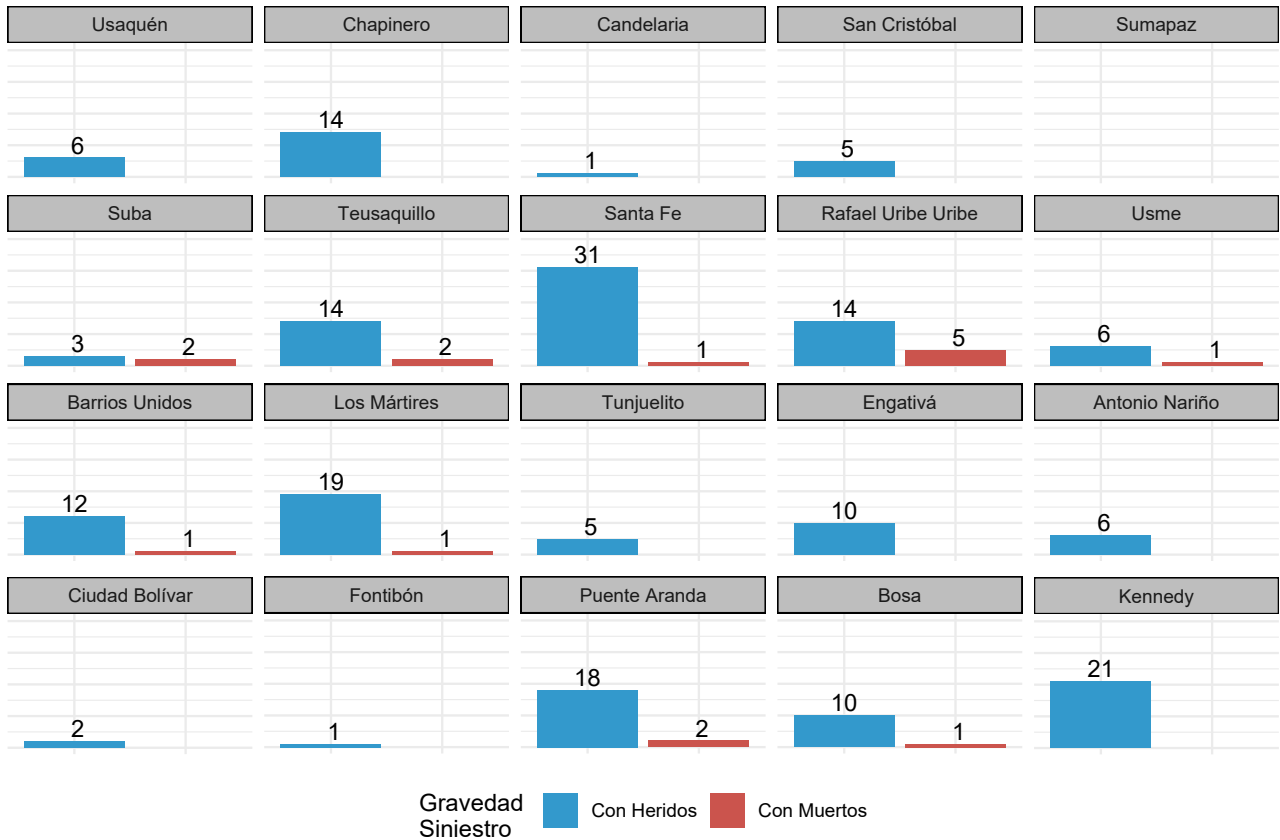 Usaquén
Chapinero
Candelaria
San Cristóbal
Sumapaz
6
14
1
5
Suba
Teusaquillo
Santa Fe
Rafael Uribe Uribe
Usme
3
2
14
2
31
1
14
5
6
1
Barrios Unidos
Los Mártires
Tunjuelito
Engativá
Antonio Nariño
12
1
19
1
5
10
6
Ciudad Bolívar
Fontibón
Puente Aranda
Bosa
Kennedy
2
1
18
2
10
1
21
Gravedad
Siniestro
Con Heridos
Con Muertos